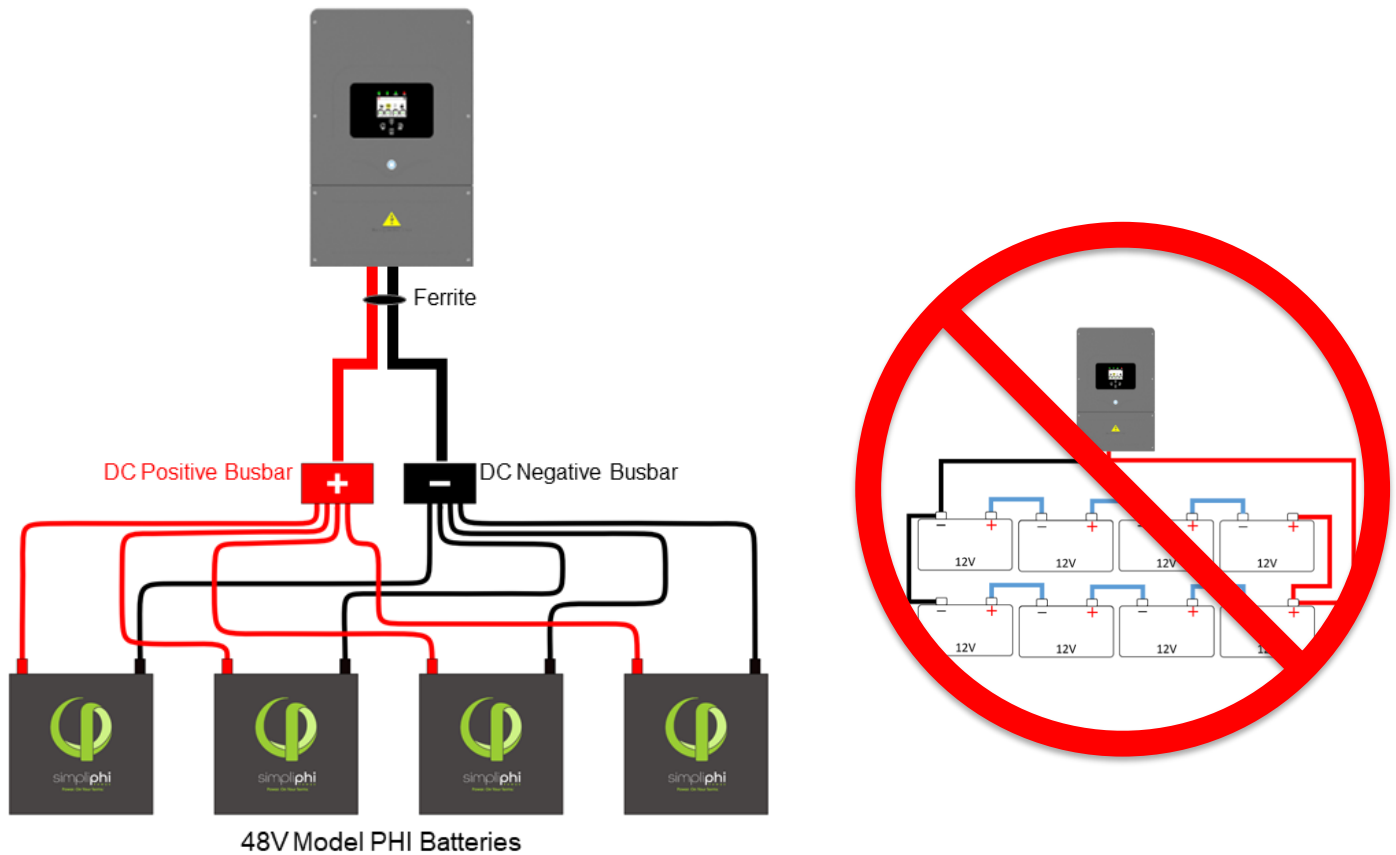 Ferrite
DC Positive Busbar
+
−
DC Negative Busbar
simpliphi
simpliphi
simpliphi
simpliphi
48V Model PHI Batteries
− + − + − + − +
12V 12V 12V 12V
− + − + − + − +
12V 12V 12V